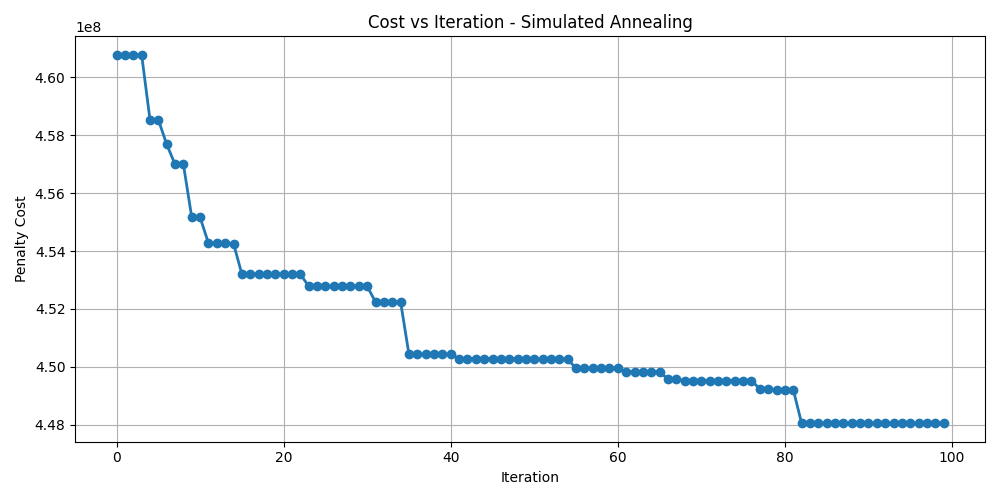 Cost vs Iteration - Simulated Annealing
1e8
4.60
4.58
4.56
4.54
4.52
4.50
4.48
Penalty Cost
0 20 40 60 80 100
Iteration